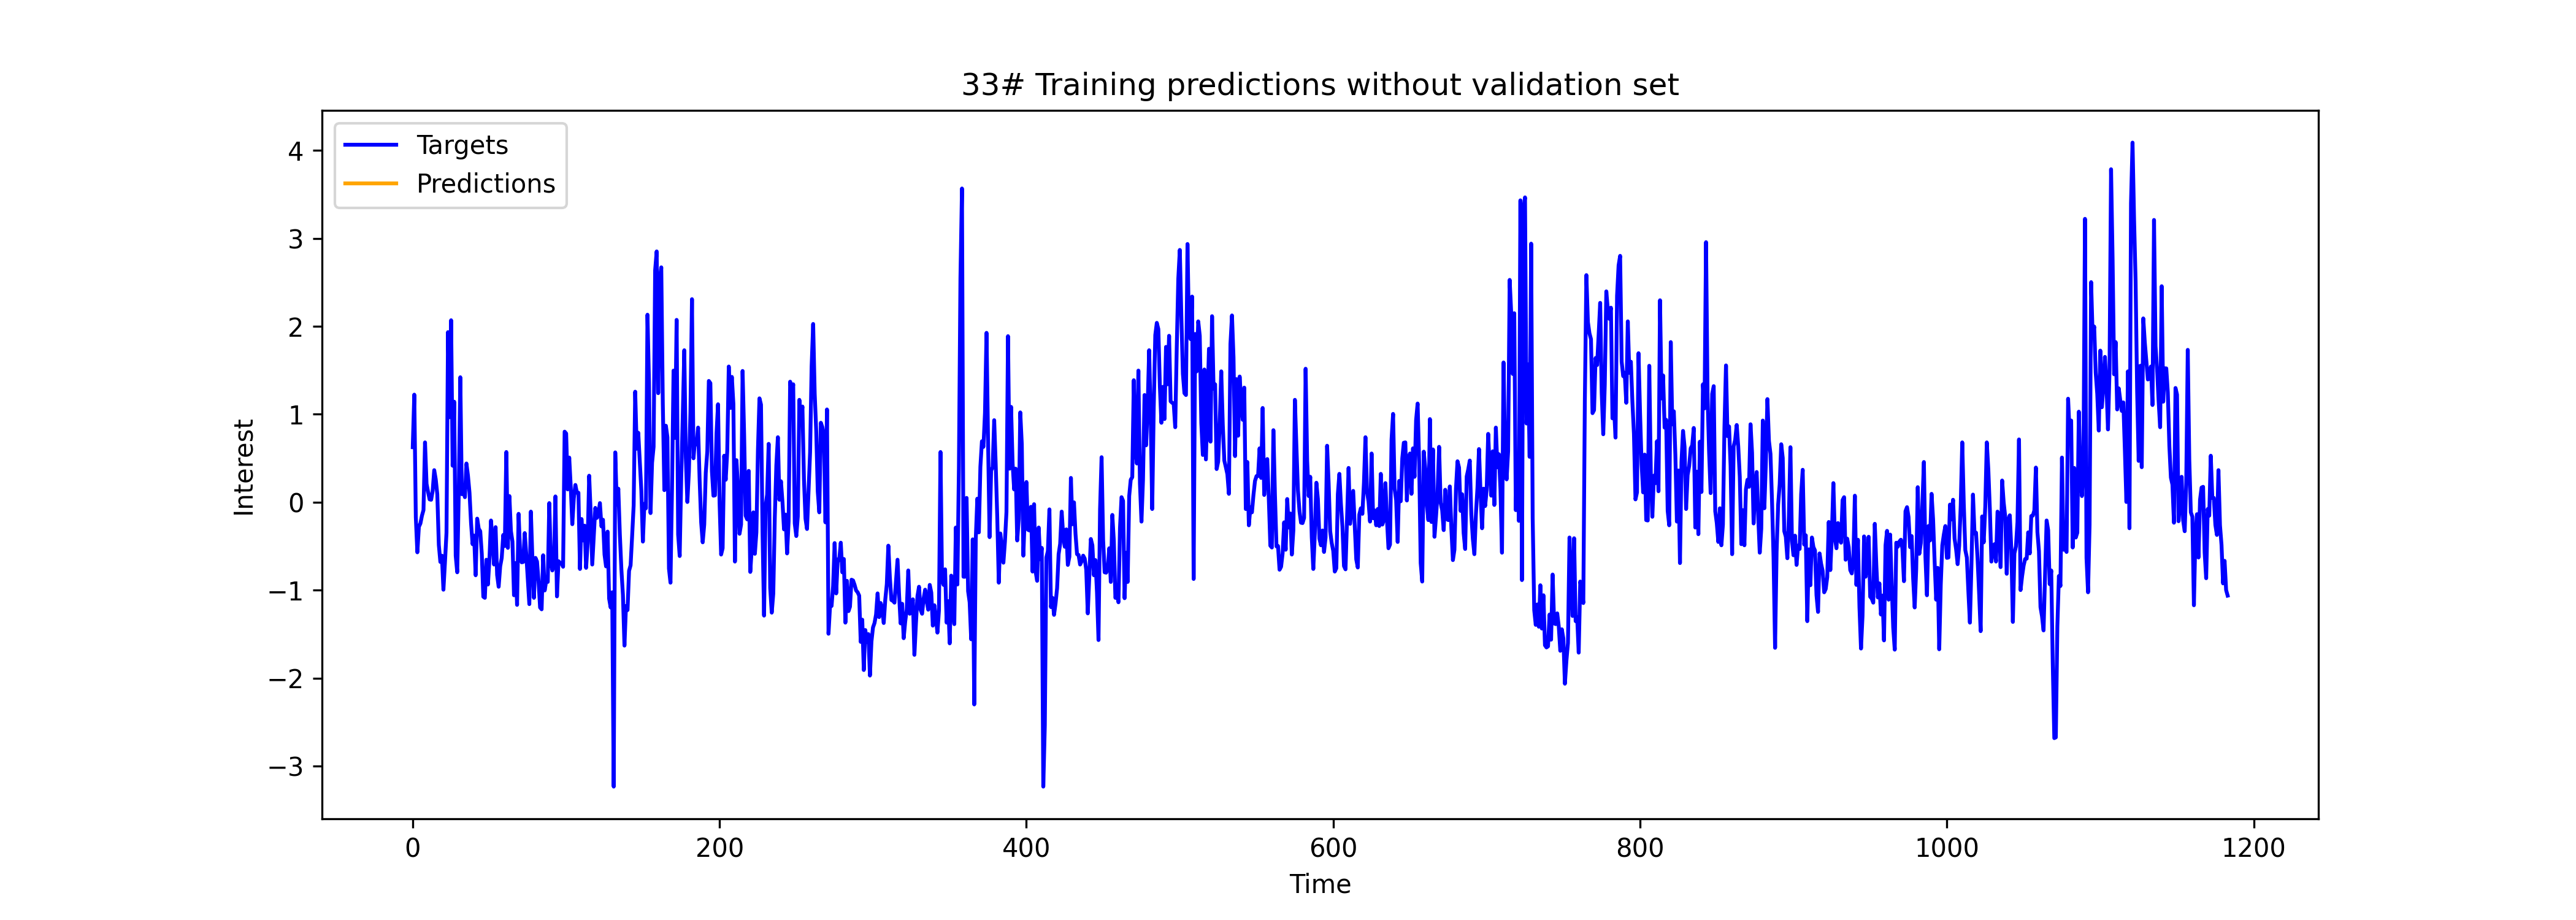 33# Training predictions without validation set
Targets
Predictions
Interest
4
3
2
1
0
−1
−2
−3
0 200 400 600 800 1000 1200
Time